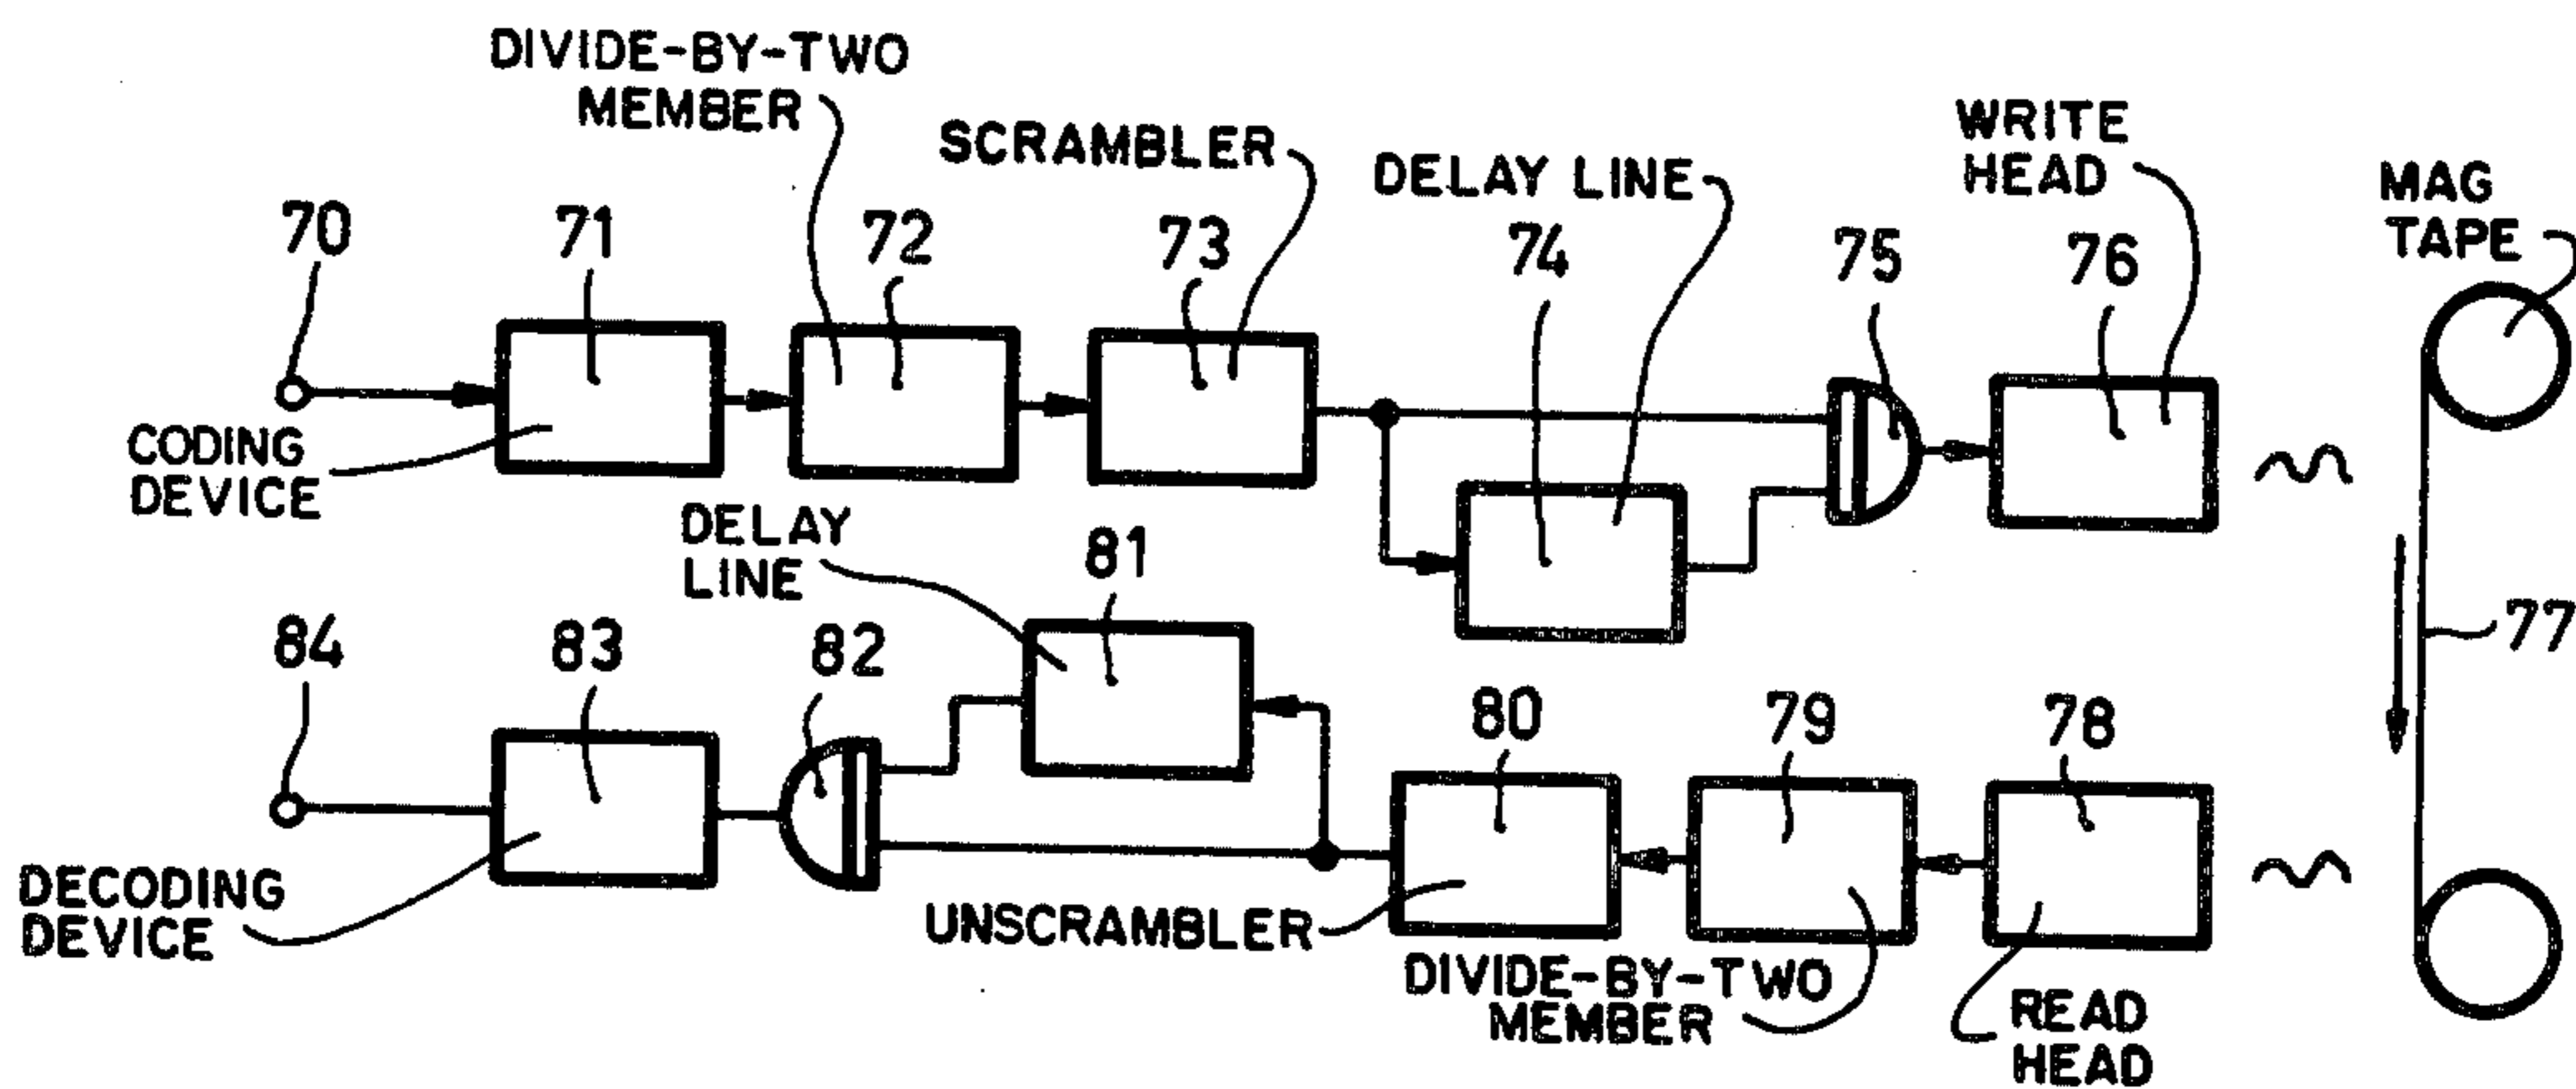 DIVIDE-BY-TWO
MEMBER
SCRAMBLER
DELAY LINE
WRITE
HEAD
MAG
TAPE
70
71
72
73
74
75
76
CODING
DEVICE
DELAY
LINE
81
77
84
83
82
80
79
78
DECODING
DEVICE
UNSCRAMBLER
DIVIDE-BY-TWO
MEMBER
READ
HEAD